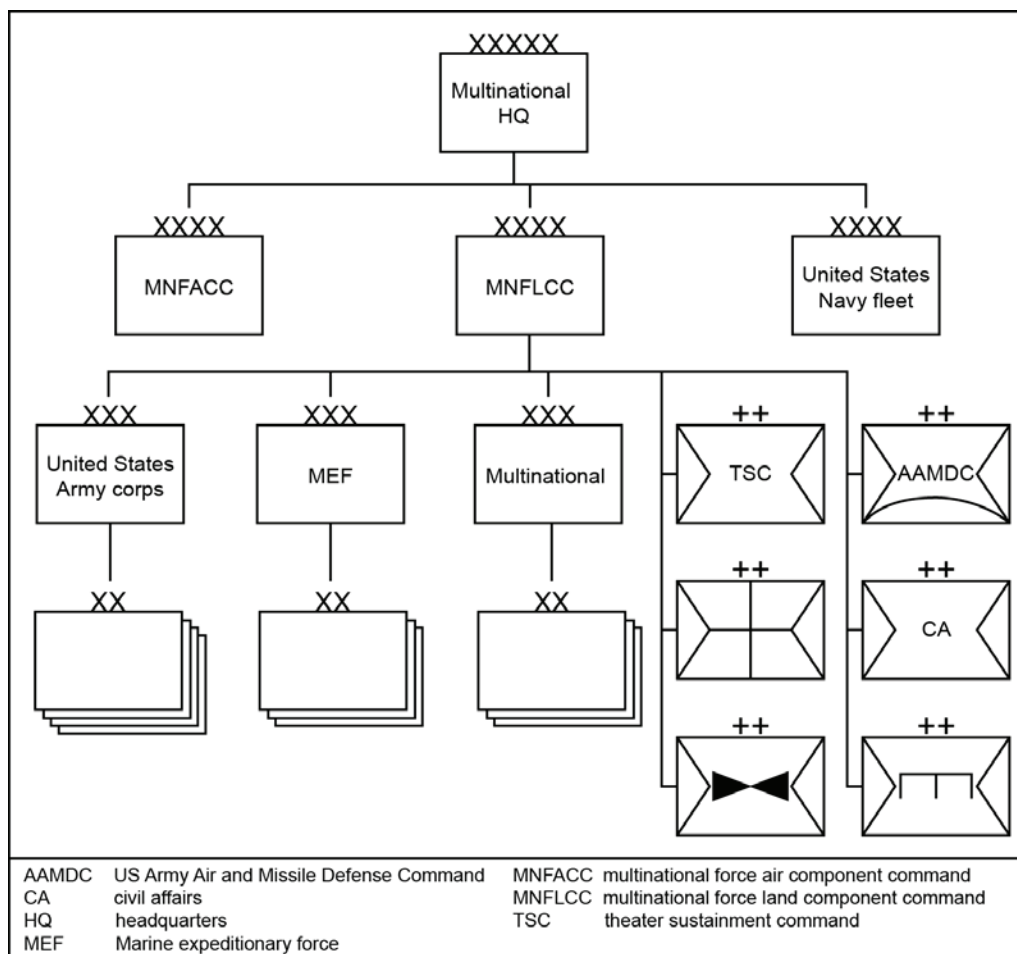 XXXXX
Multinational
HQ
XXXX
XXXX
XXXX
MNFACC
MNFLCC
United States
Navy fleet
XXX
XXX
XXX
++
++
United States
Army corps
MEF
Multinational
TSC
AAMDC
XX
XX
XX
++
++
CA
++
++
AAMDC US Army Air and Missile Defense Command
CA civil affairs
HQ headquarters
MEF Marine expeditionary force
MNFACC multinational force air component command
MNFLCC multinational force land component command
TSC theater sustainment command